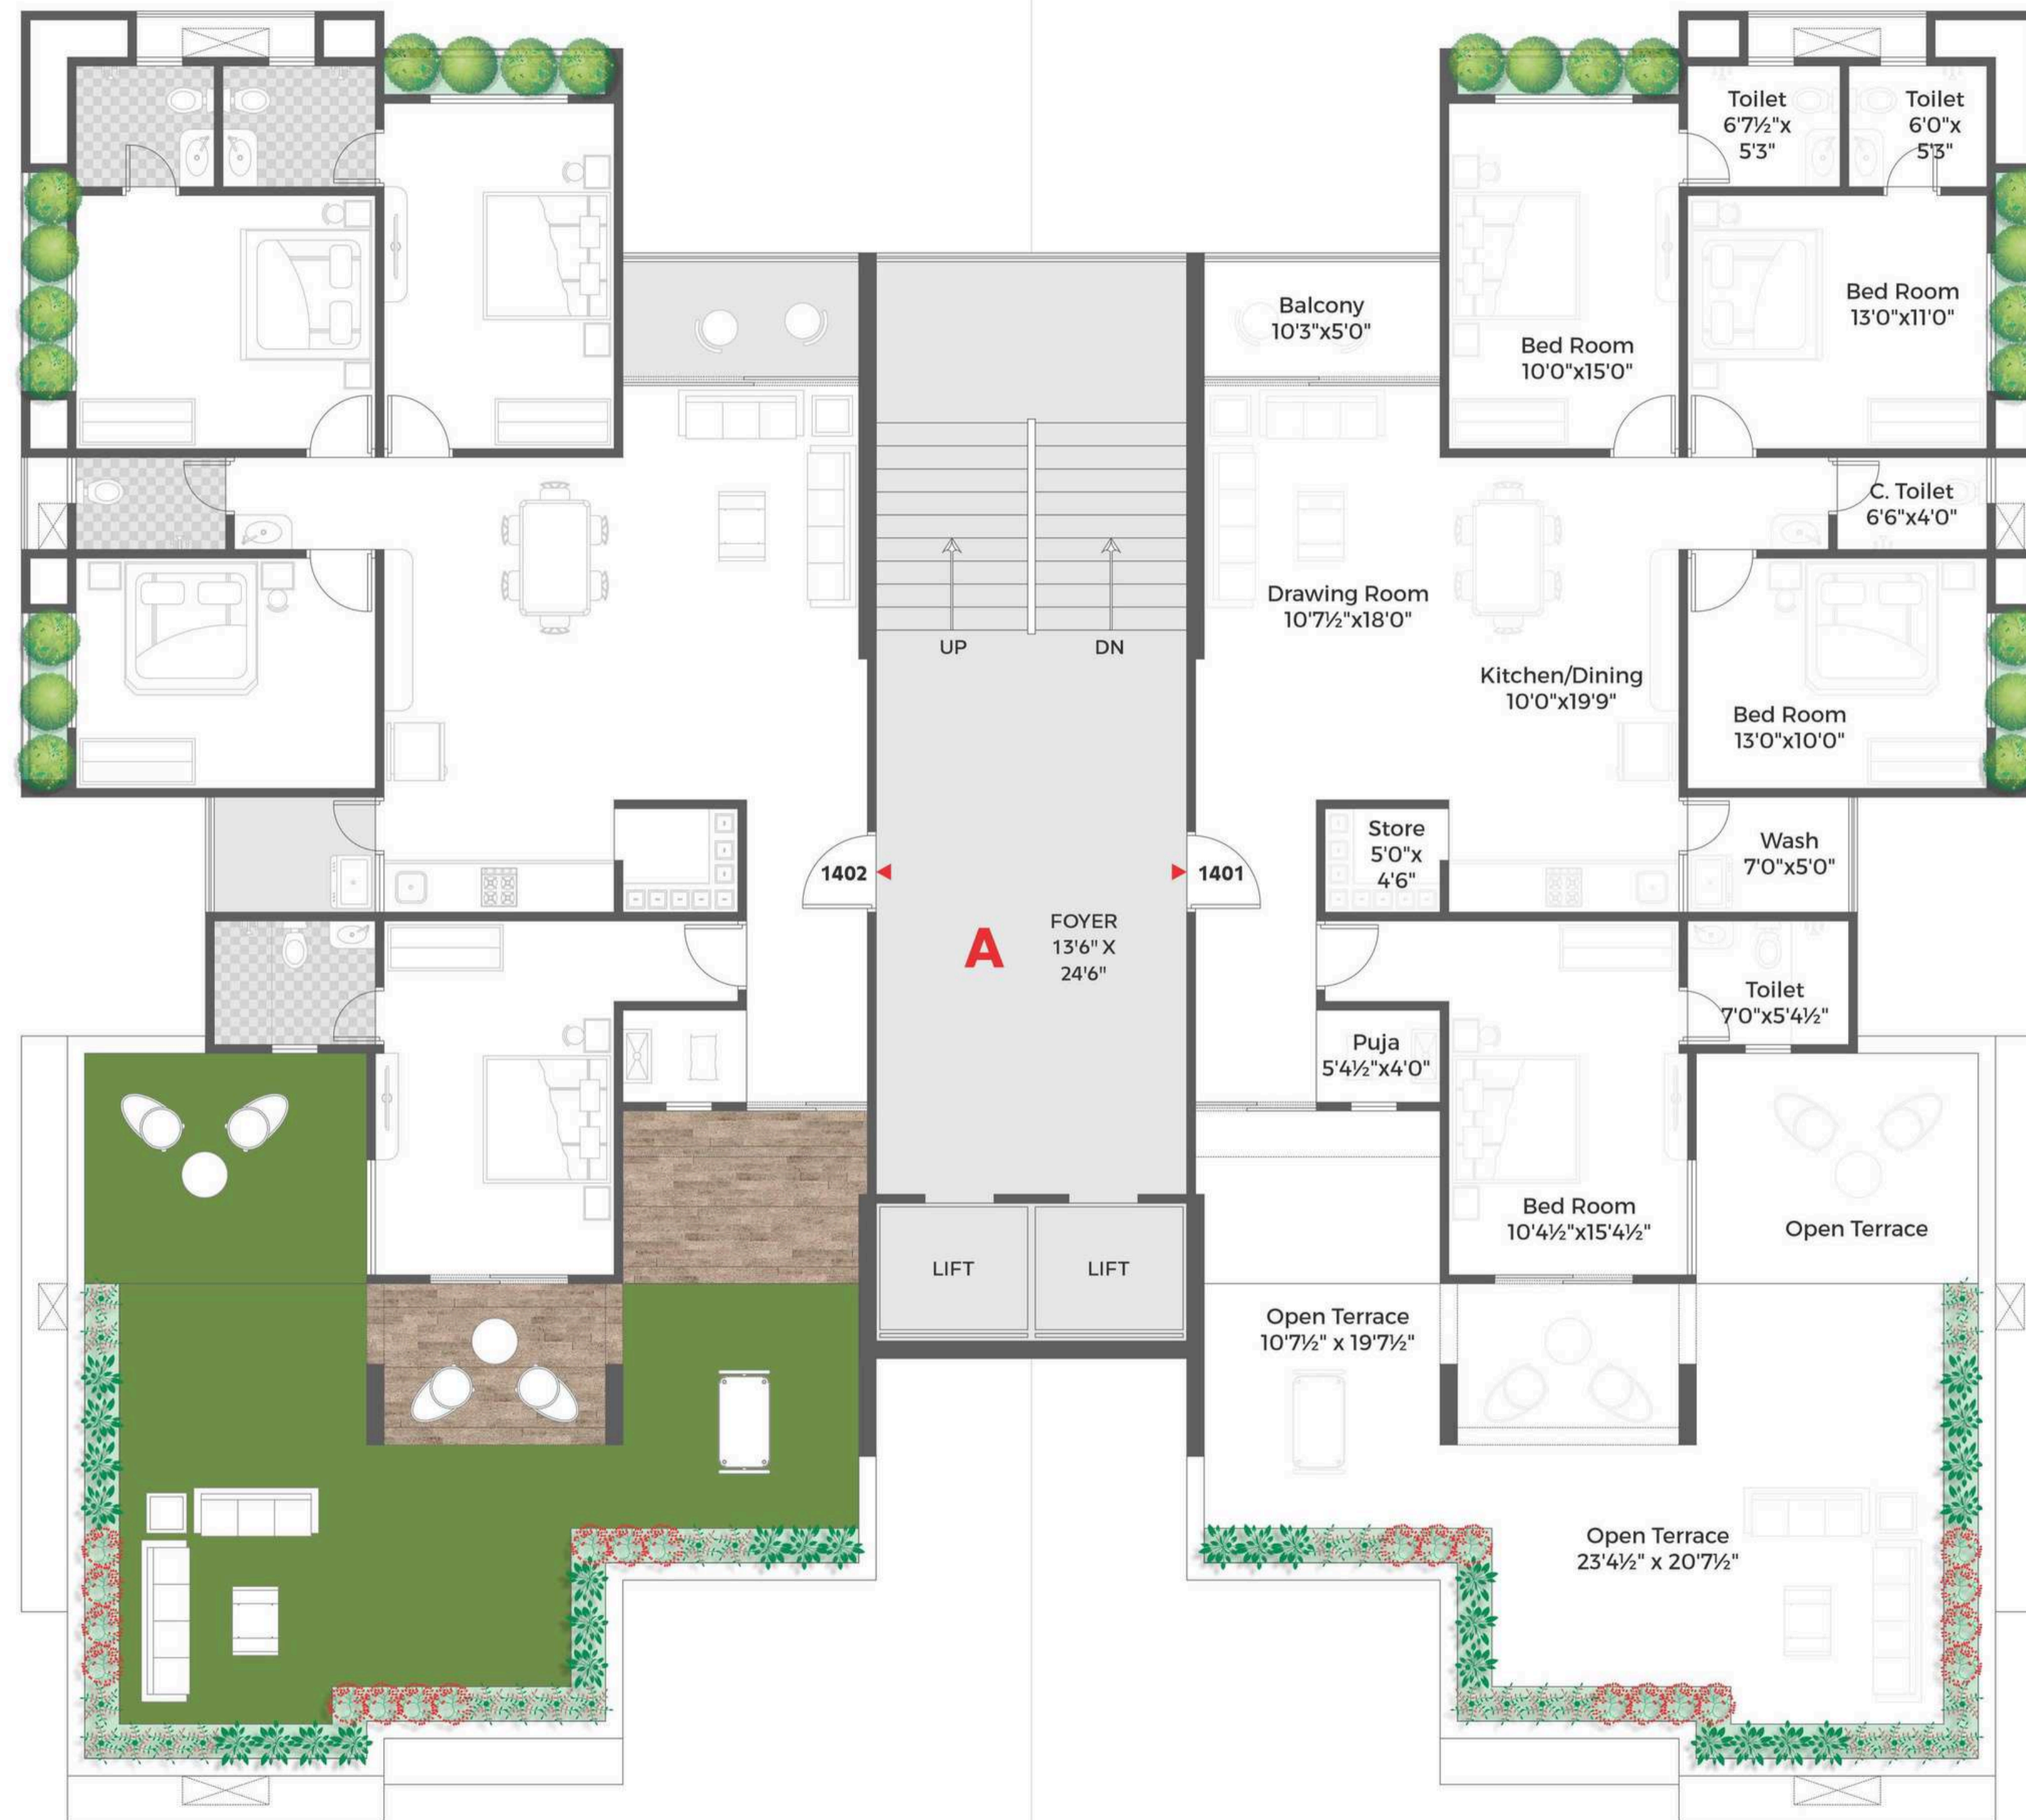 Toilet
6'7½"x
5'3"
Toilet
6'0"x
5'3"
Balcony
10'3"x5'0"
Bed Room
10'0"x15'0"
Bed Room
13'0"x11'0"
C. Toilet
6'6"x4'0"
Drawing Room
10'7½"x18'0"
UP
DN
Kitchen/Dining
10'0"x19'9"
Bed Room
13'0"x10'0"
Store
5'0"x
4'6"
Wash
7'0"x5'0"
1402
1401
A
FOYER
13'6" X
24'6"
Toilet
7'0"x5'4½"
Puja
5'4½"x4'0"
Bed Room
10'4½"x15'4½"
Open Terrace
LIFT
LIFT
Open Terrace
10'7½" x 19'7½"
Open Terrace
23'4½" x 20'7½"